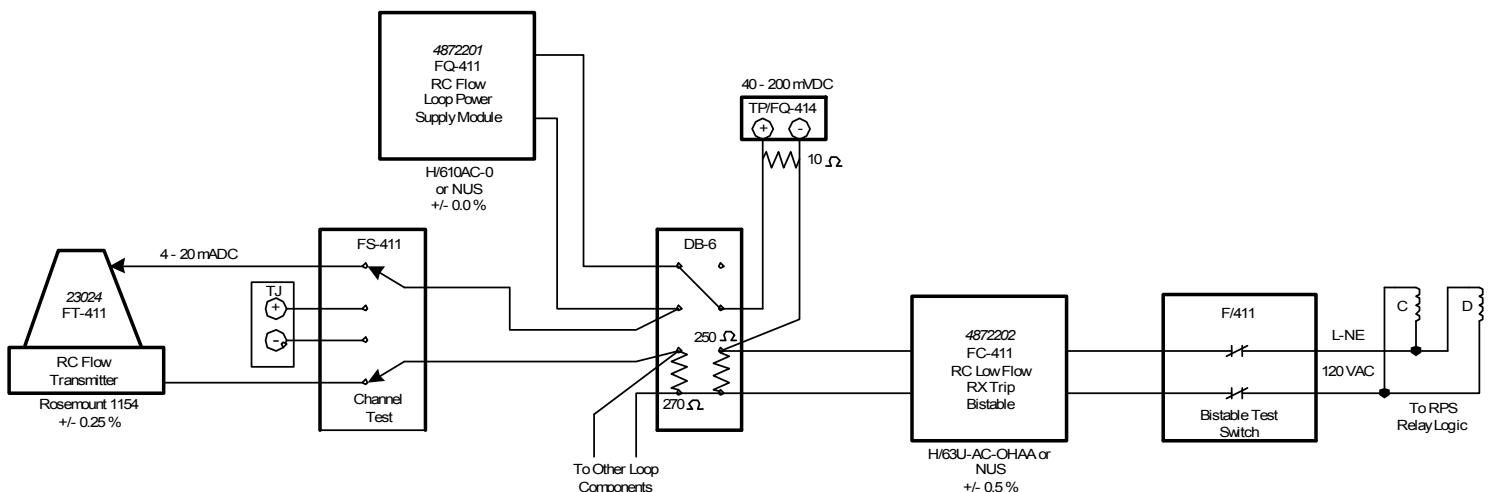 4872201
FQ-411
RC Flow
Loop Power
Supply Module
H/610AC-0
or NUS
+/- 0.0 %
40 - 200 mVDC
TP/FQ-414
+ -
10 Ω
4 - 20 mADC
23024
FT-411
RC Flow
Transmitter
Rosemount 1154
+/- 0.25 %
FS-411
TJ
+
-
Channel
Test
DB-6
250 Ω
270 Ω
To Other Loop
Components
4872202
FC-411
RC Low Flow
RX Trip
Bistable
H/63U-AC-OHAA or
NUS
+/- 0.5 %
F/411
Bistable Test
Switch
L-NE
120 VAC
C
D
To RPS
Relay Logic